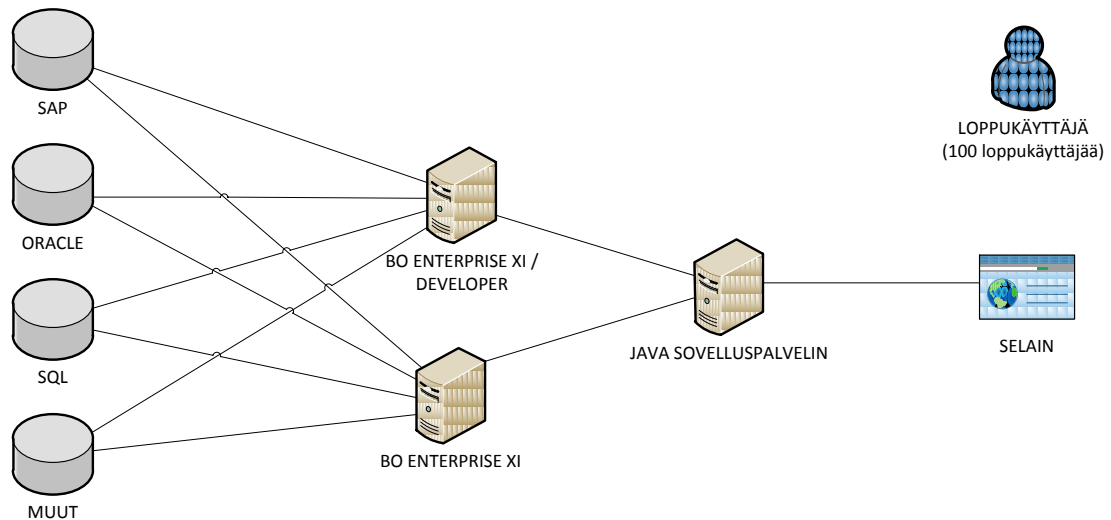 SAP
ORACLE
SQL
MUUT
BO ENTERPRISE XI /
DEVELOPER
BO ENTERPRISE XI
JAVA SOVELLUSPALVELIN
LOPPUKÄYTTÄJÄ
(100 loppukäyttäjää)
SELAIN